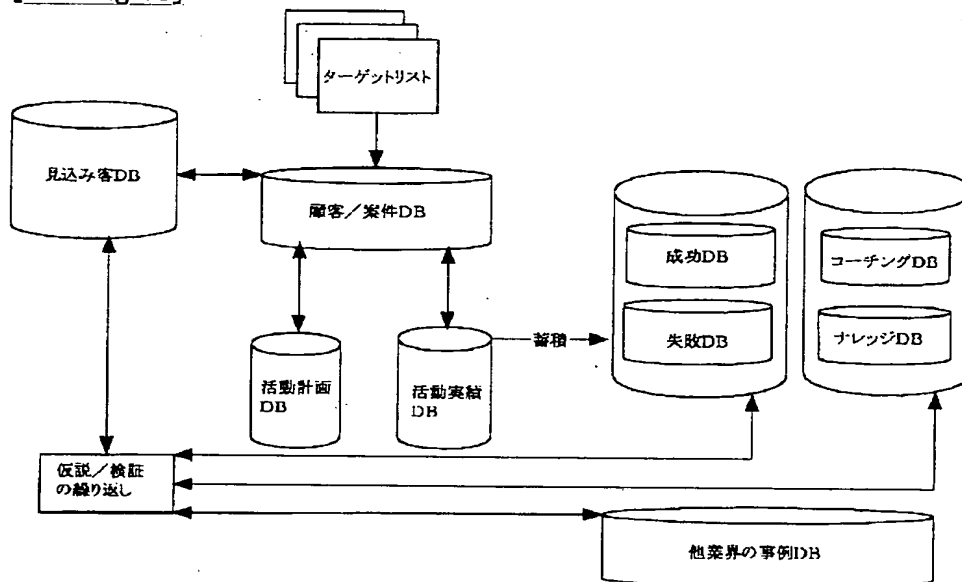 ターゲットリスト
見込み客DB
顧客／案件DB
成功DB
コーチングDB
失敗DB
ナレッジDB
蓄積
活動計画
DB
活動実績
DB
仮説／検証
の繰り返し
他業界の事例DB